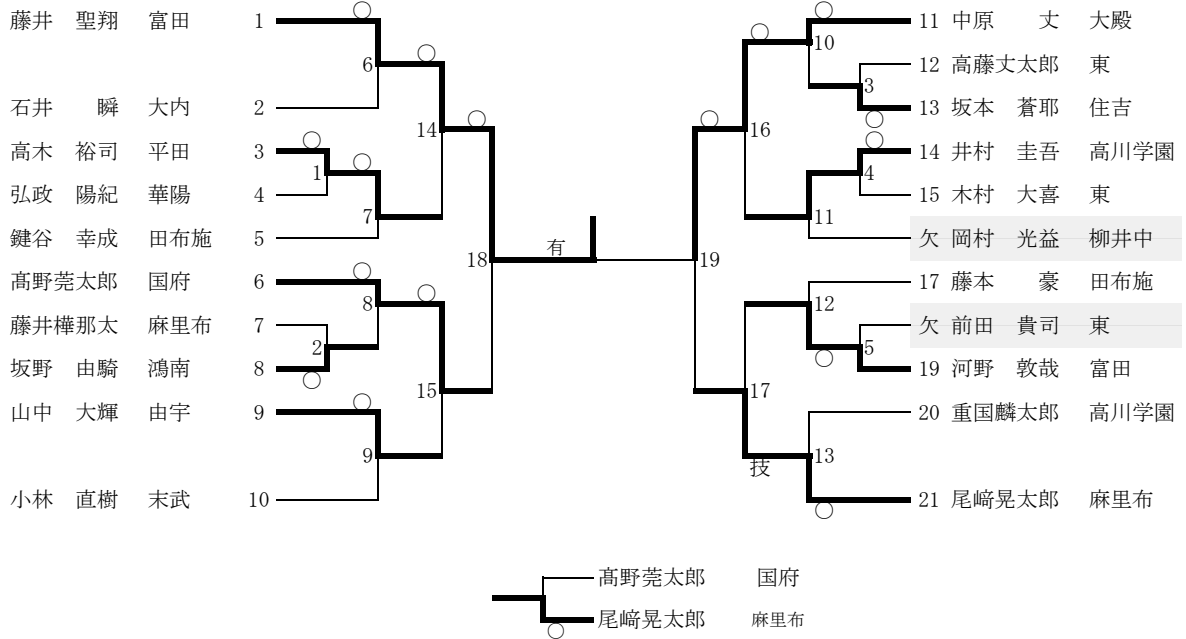 藤井 聖翔 富田 1
6
石井 瞬 大内 2
14
高木 裕司 平田 3
1
弘政 陽紀 華陽 4
7
鍵谷 幸成 田布施 5
18
有
髙野莞太郎 国府 6
8
藤井樺那太 麻里布 7
2
坂野 由騎 鴻南 8
15
山中 大輝 由宇 9
9
小林 直樹 末武 10
11 中原 丈 大殿
10
12 高藤丈太郎 東
3
13 坂本 蒼耶 住吉
16
14 井村 圭吾 高川学園
4
15 木村 大喜 東
11
欠 岡村 光益 柳井中
19
17 藤本 豪 田布施
12
欠 前田 貴司 東
5
19 河野 敦哉 富田
17
20 重国麟太郎 高川学園
13
技
21 尾﨑晃太郎 麻里布
髙野莞太郎 国府
尾﨑晃太郎 麻里布